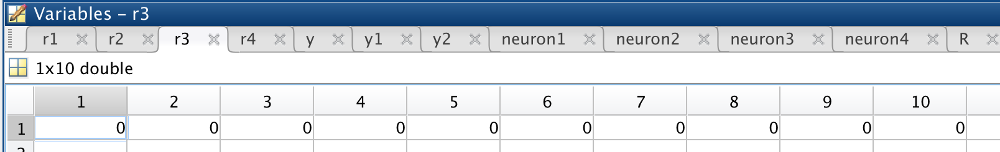 Variables – r3
r1 r2 r3 r4 y y1 y2 neuron1 neuron2 neuron3 neuron4 R
1x10 double
1 2 3 4 5 6 7 8 9 10
1 0 0 0 0 0 0 0 0 0 0
2